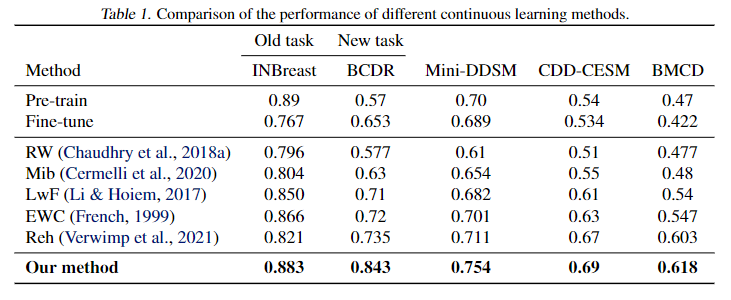 Table 1. Comparison of the performance of different continuous learning methods.
Old task New task
Method INBreast BCDR Mini-DDSM CDD-CESM BMCD
Pre-train 0.89 0.57 0.70 0.54 0.47
Fine-tune 0.767 0.653 0.689 0.534 0.422
RW (Chaudhry et al., 2018a) 0.796 0.577 0.61 0.51 0.477
Mib (Cermelli et al., 2020) 0.804 0.63 0.654 0.55 0.48
LwF (Li & Hoiem, 2017) 0.850 0.71 0.682 0.61 0.54
EWC (French, 1999) 0.866 0.72 0.701 0.63 0.547
Reh (Verwimp et al., 2021) 0.821 0.735 0.711 0.67 0.603
Our method 0.883 0.843 0.754 0.69 0.618